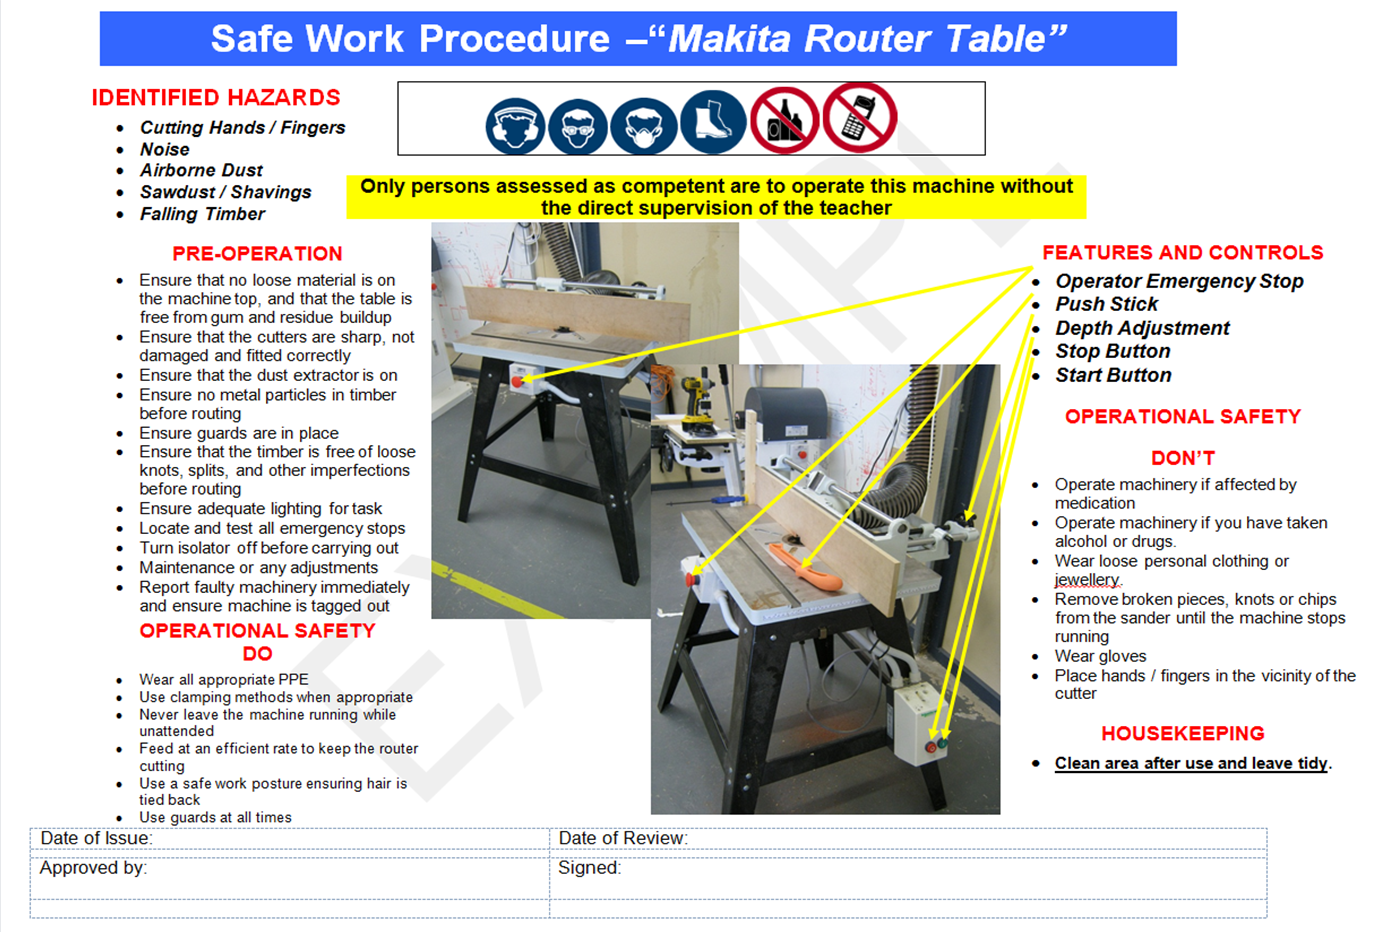 Safe Work Procedure –“Makita Router Table”
IDENTIFIED HAZARDS
• Cutting Hands / Fingers
• Noise
• Airborne Dust
• Sawdust / Shavings
• Falling Timber
Only persons assessed as competent are to operate this machine without
the direct supervision of the teacher
PRE-OPERATION
• Ensure that no loose material is on
the machine top, and that the table is
free from gum and residue buildup
• Ensure that the cutters are sharp, not
damaged and fitted correctly
• Ensure that the dust extractor is on
• Ensure no metal particles in timber
before routing
• Ensure guards are in place
• Ensure that the timber is free of loose
knots, splits, and other imperfections
before routing
• Ensure adequate lighting for task
• Locate and test all emergency stops
• Turn isolator off before carrying out
• Maintenance or any adjustments
• Report faulty machinery immediately
and ensure machine is tagged out
OPERATIONAL SAFETY
DO
• Wear all appropriate PPE
• Use clamping methods when appropriate
• Never leave the machine running while
unattended
• Feed at an efficient rate to keep the router
cutting
• Use a safe work posture ensuring hair is
tied back
• Use guards at all times
FEATURES AND CONTROLS
• Operator Emergency Stop
• Push Stick
• Depth Adjustment
• Stop Button
• Start Button
OPERATIONAL SAFETY
DON’T
• Operate machinery if affected by
medication
• Operate machinery if you have taken
alcohol or drugs.
• Wear loose personal clothing or
jewellery.
• Remove broken pieces, knots or chips
from the sander until the machine stops
running
• Wear gloves
• Place hands / fingers in the vicinity of the
cutter
HOUSEKEEPING
• Clean area after use and leave tidy.
EXAMPLE
Date of Issue:
Date of Review:
Approved by:
Signed: